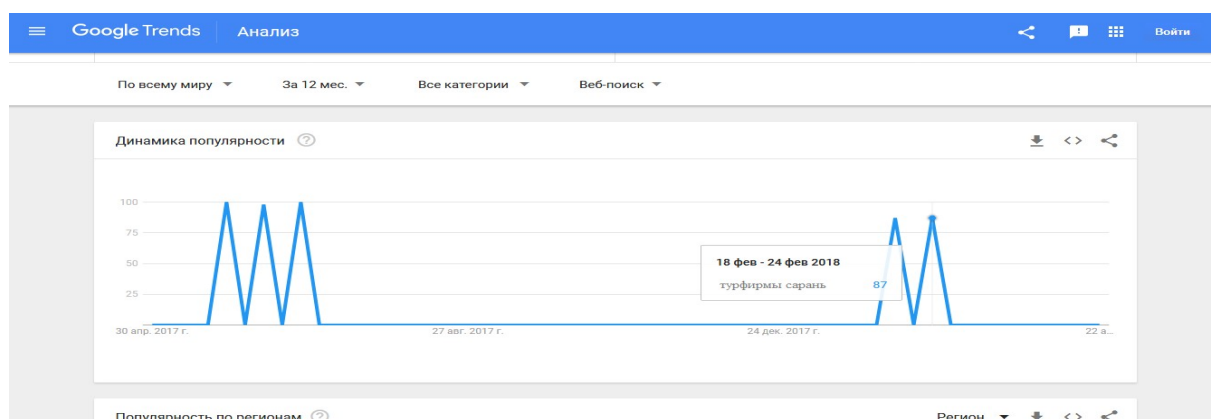 Google Trends Анализ Войти
По всему миру За 12 мес. Все категории Веб-поиск
Динамика популярности ?
100
75
50
25
18 фев - 24 фев 2018
турфирмы сарань 87
30 апр. 2017 г. 27 авг. 2017 г. 24 дек. 2017 г. 22 а...
Популярность по регионам ? Регион